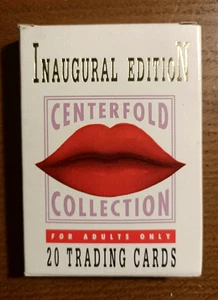 INAUGURAL EDITION
CENTERFOLD
COLLECTION
FOR ADULTS ONLY
20 TRADING CARDS